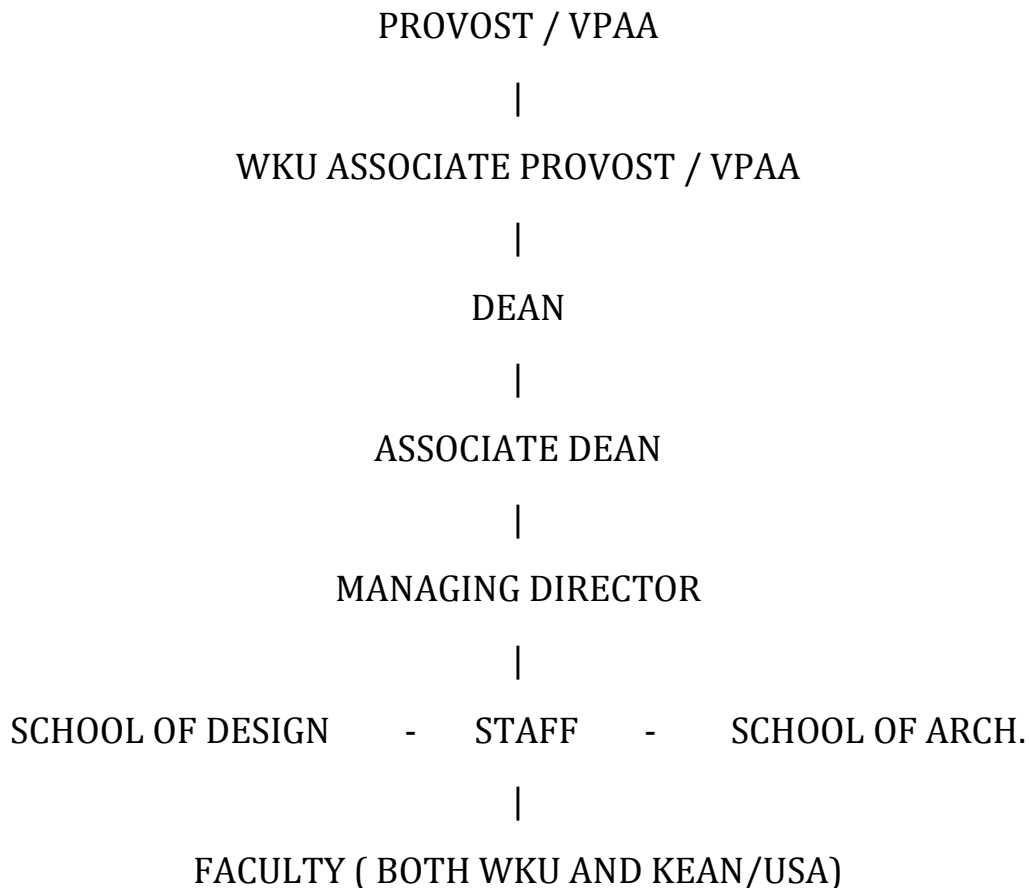 PROVOST / VPAA
|
WKU ASSOCIATE PROVOST / VPAA
|
DEAN
|
ASSOCIATE DEAN
|
MANAGING DIRECTOR
|
SCHOOL OF DESIGN - STAFF - SCHOOL OF ARCH.
|
FACULTY ( BOTH WKU AND KEAN/USA)